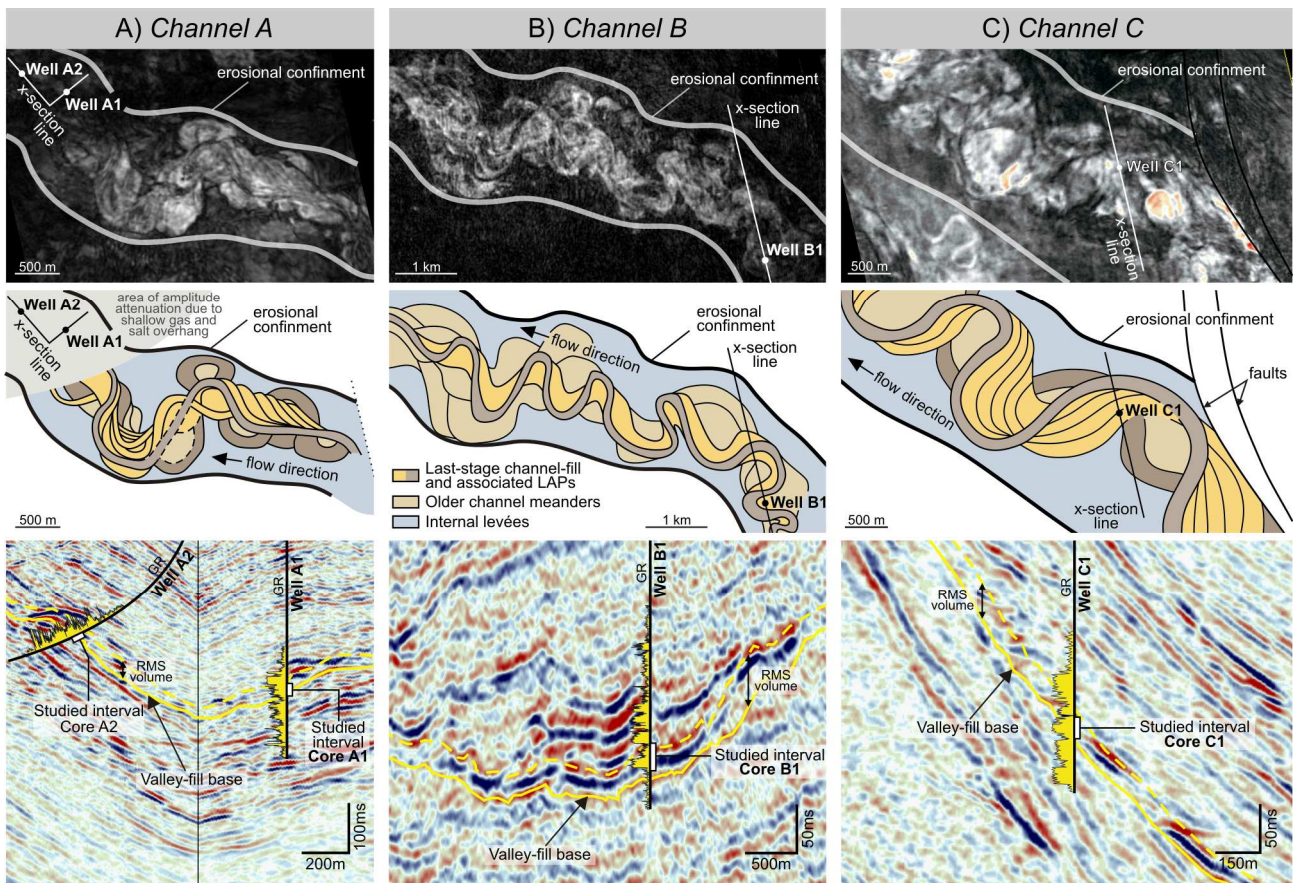 A) Channel A
B) Channel B
C) Channel C
Well A2
Well A1
x-section
line
erosional
confinment
500 m
erosional
confinment
x-section
line
Well B1
1 km
erosional confinment
Well C1
x-section
line
500 m
Well A2
Well A1
x-section
line
area of amplitude
attenuation due to
shallow gas and
salt overhang
erosional
confinment
flow direction
500 m
flow direction
erosional
confinment
x-section
line
Last-stage channel-fill
and associated LAPs
Older channel meanders
Internal levées
1 km
Well B1
erosional confinment
faults
flow direction
Well C1
x-section
line
500 m
GR
Well A2
GR
Well A1
RMS
volume
Studied interval
Core A2
Valley-fill base
Studied
interval
Core A1
100ms
200m
GR
Well B1
RMS
volume
Studied interval
Core B1
Valley-fill base
50ms
500m
GR
Well C1
RMS
volume
Valley-fill base
Studied interval
Core C1
50ms
150m